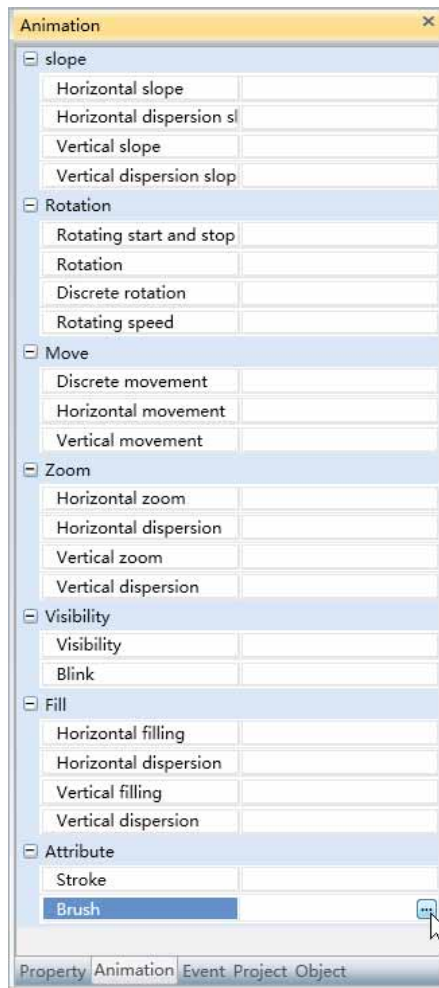 Animation
slope
Horizontal slope
Horizontal dispersion sl
Vertical slope
Vertical dispersion slop
Rotation
Rotating start and stop
Rotation
Discrete rotation
Rotating speed
Move
Discrete movement
Horizontal movement
Vertical movement
Zoom
Horizontal zoom
Horizontal dispersion
Vertical zoom
Vertical dispersion
Visibility
Visibility
Blink
Fill
Horizontal filling
Horizontal dispersion
Vertical filling
Vertical dispersion
Attribute
Stroke
Brush
Property Animation Event Project Object